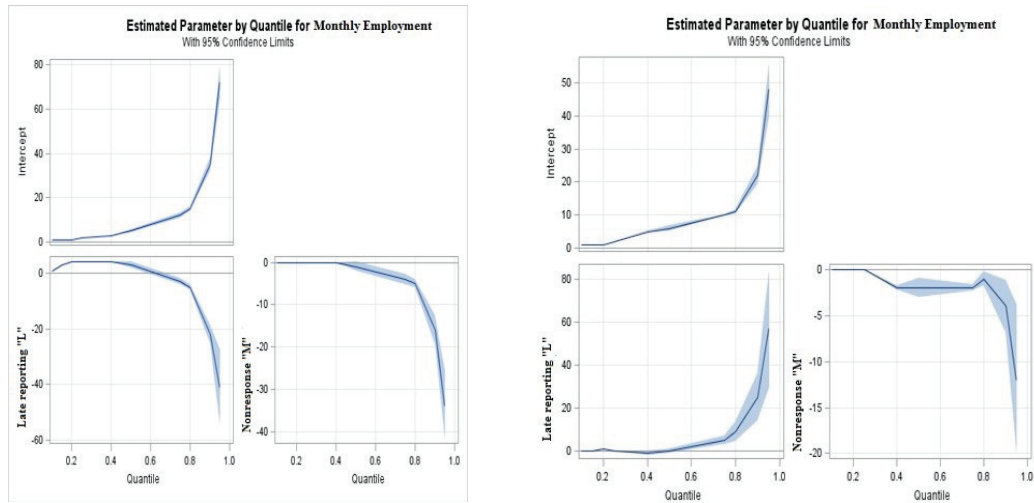 Estimated Parameter by Quantile for Monthly Employment
With 95% Confidence Limits
80
60
40
20
0
Intercept
0
-20
-40
-60
Late reporting "L"
0.2 0.4 0.6 0.8 1.0
Quantile
0
-10
-20
-30
-40
Nonresponse "M"
0.2 0.4 0.6 0.8 1.0
Quantile
Estimated Parameter by Quantile for Monthly Employment
With 95% Confidence Limits
50
40
30
20
10
0
Intercept
80
60
40
20
0
Late reporting "L"
0.2 0.4 0.6 0.8 1.0
Quantile
0
-5
-10
-15
-20
Nonresponse "M"
0.2 0.4 0.6 0.8 1.0
Quantile